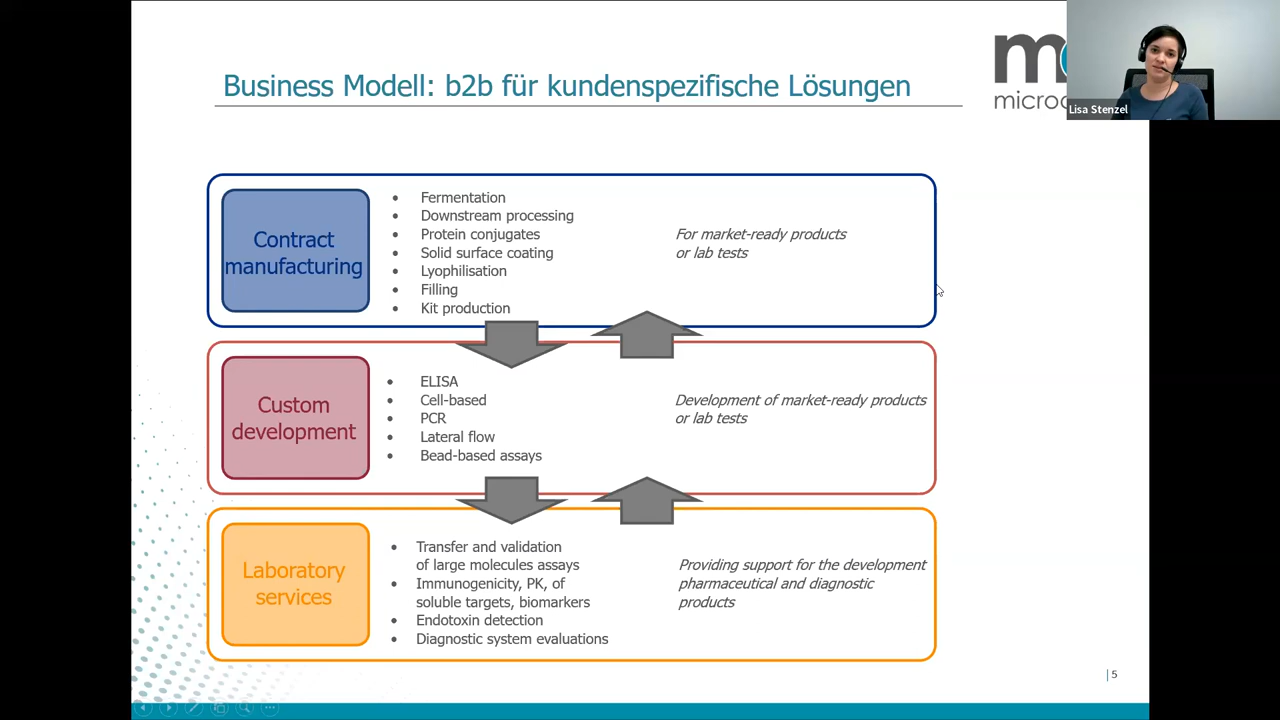 Business Modell: b2b für kundenspezifische Lösungen
Lisa Stenzel
Contract
manufacturing
• Fermentation
• Downstream processing
• Protein conjugates
• Solid surface coating
• Lyophilisation
• Filling
• Kit production
For market-ready products
or lab tests
Custom
development
• ELISA
• Cell-based
• PCR
• Lateral flow
• Bead-based assays
Development of market-ready products
or lab tests
Laboratory
services
• Transfer and validation
of large molecules assays
• Immunogenicity, PK, of
soluble targets, biomarkers
• Endotoxin detection
• Diagnostic system evaluations
Providing support for the development
pharmaceutical and diagnostic
products
| 5